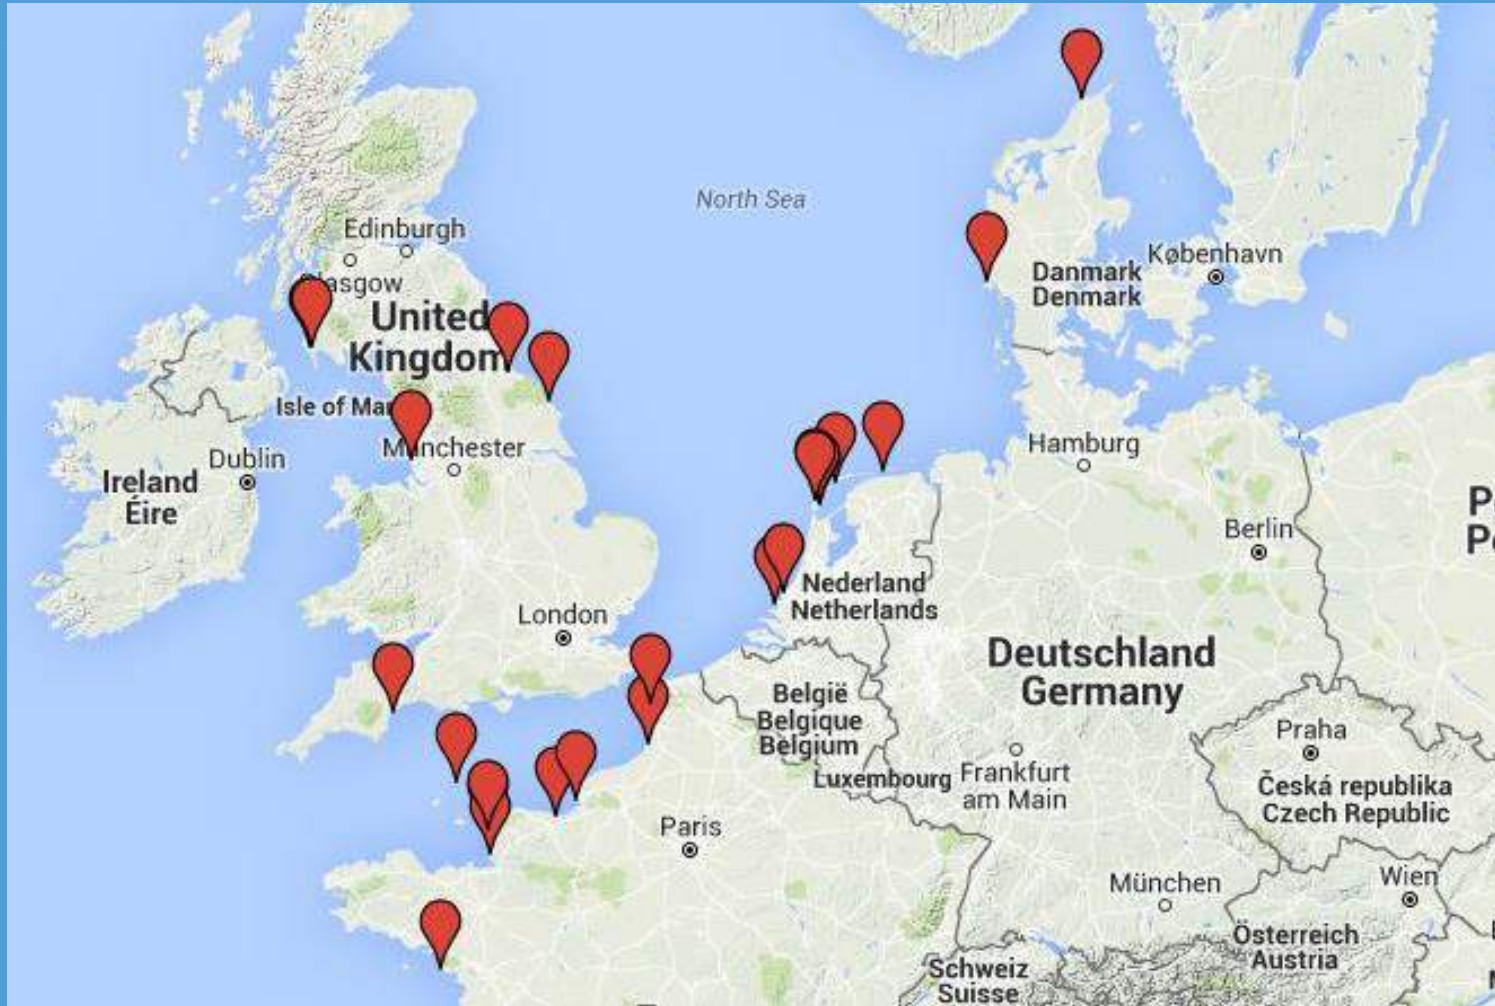 North Sea
Edinburgh
Glasgow
København
Danmark
Denmark
United
Kingdom
Isle of Man
Manchester
Dublin
Ireland
Éire
Hamburg
Berlin
London
Nederland
Netherlands
Deutschland
Germany
België
Belgique
Belgium
Luxembourg
Frankfurt
am Main
Praha
Česká republika
Czech Republic
Paris
München
Wien
Österreich
Austria
Schweiz
Suisse